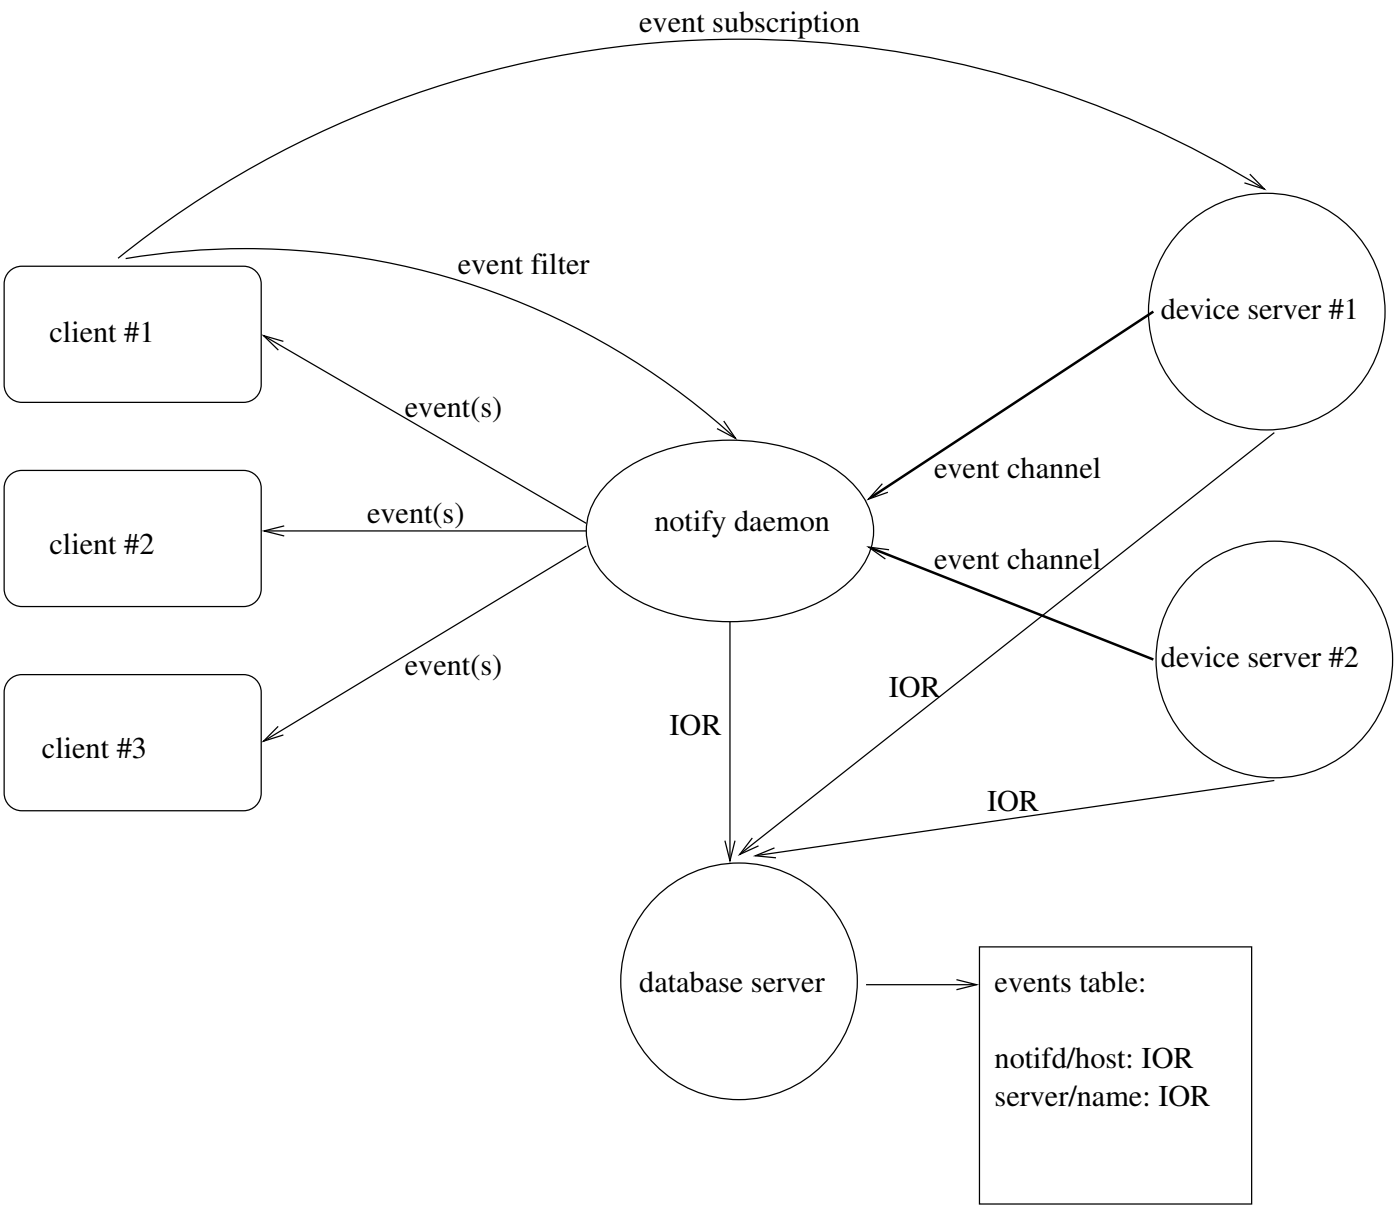 event subscription
event filter
client #1
device server #1
event(s)
event channel
event(s)
notify daemon
client #2
event channel
event(s)
device server #2
IOR
IOR
client #3
IOR
database server
events table:
notifd/host: IOR
server/name: IOR